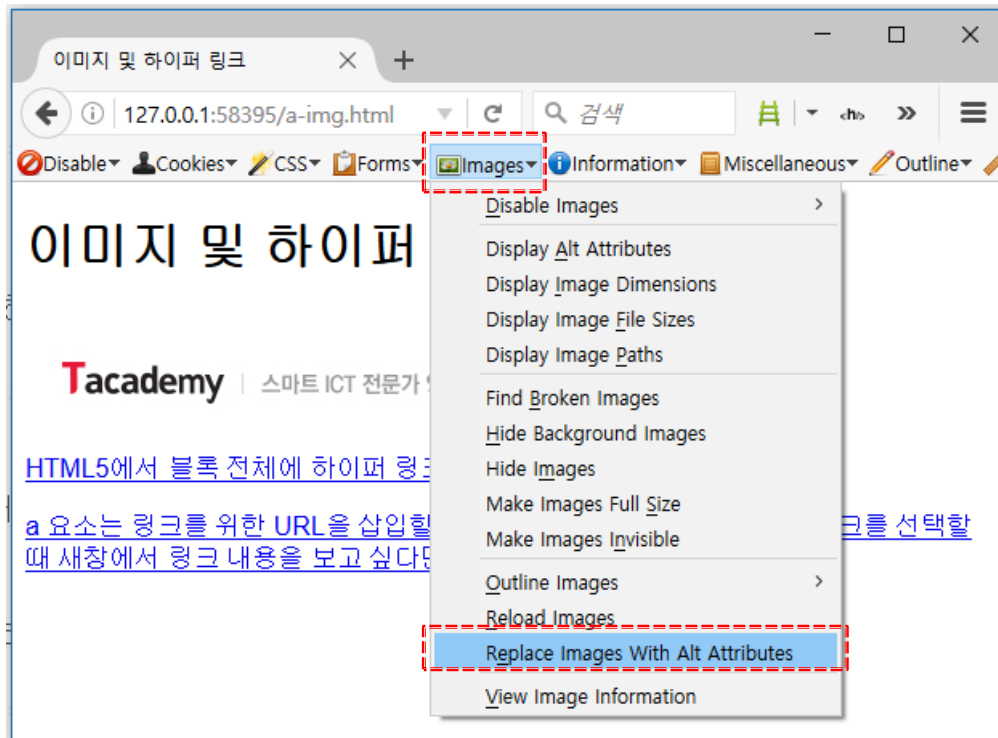 이미지 및 하이퍼 링크
127.0.0.1:58395/a-img.html
검색
<h>
Disable Cookies CSS Forms Images Information Miscellaneous Outline
이미지 및 하이퍼
Tacademy 스마트 ICT 전문가
HTML5에서 블록 전체에 하이퍼
a 요소는 링크를 위한 URL을 삽입할 크를 선택할
때 새창에서 링크 내용을 보고 싶다면
Disable Images
Display Alt Attributes
Display Image Dimensions
Display Image File Sizes
Display Image Paths
Find Broken Images
Hide Background Images
Hide Images
Make Images Full Size
Make Images Invisible
Outline Images
Reload Images
Replace Images With Alt Attributes
View Image Information